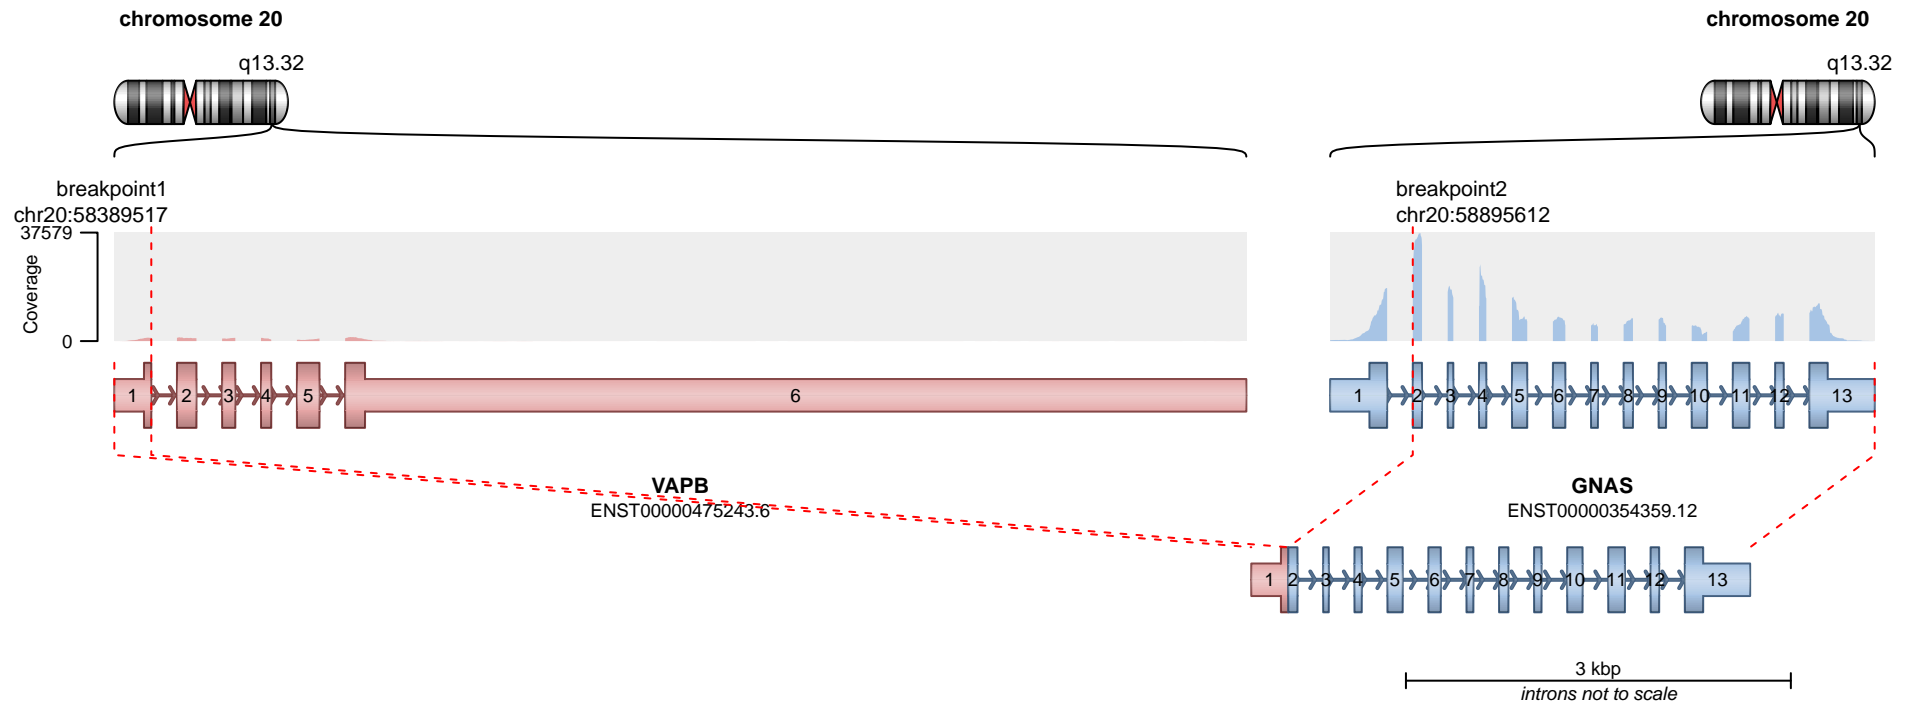 chromosome 20
chromosome 20
q13.32
q13.32
breakpoint1
chr20:58389517
breakpoint2
chr20:58895612
37579
Coverage
0
1 2 3 4 5 6
1 2 3 4 5 6 7 8 9 10 11 12 13
VAPB
ENST00000475243.6
GNAS
ENST00000354359.12
1 2 3 4 5 6 7 8 9 10 11 12 13
3 kbp
introns not to scale